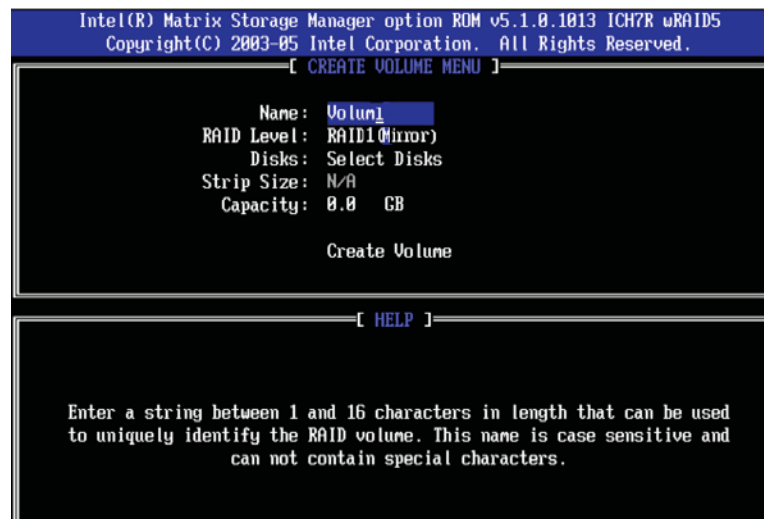 Intel(R) Matrix Storage Manager option ROM v5.1.0.1013 ICH7R wRAID5
Copyright(C) 2003-05 Intel Corporation. All Rights Reserved.
[ CREATE VOLUME MENU ]
Name: Volum1
RAID Level: RAID1(Mirror)
Disks: Select Disks
Strip Size: N/A
Capacity: 0.0 GB
Create Volume
[ HELP ]
Enter a string between 1 and 16 characters in length that can be used
to uniquely identify the RAID volume. This name is case sensitive and
can not contain special characters.